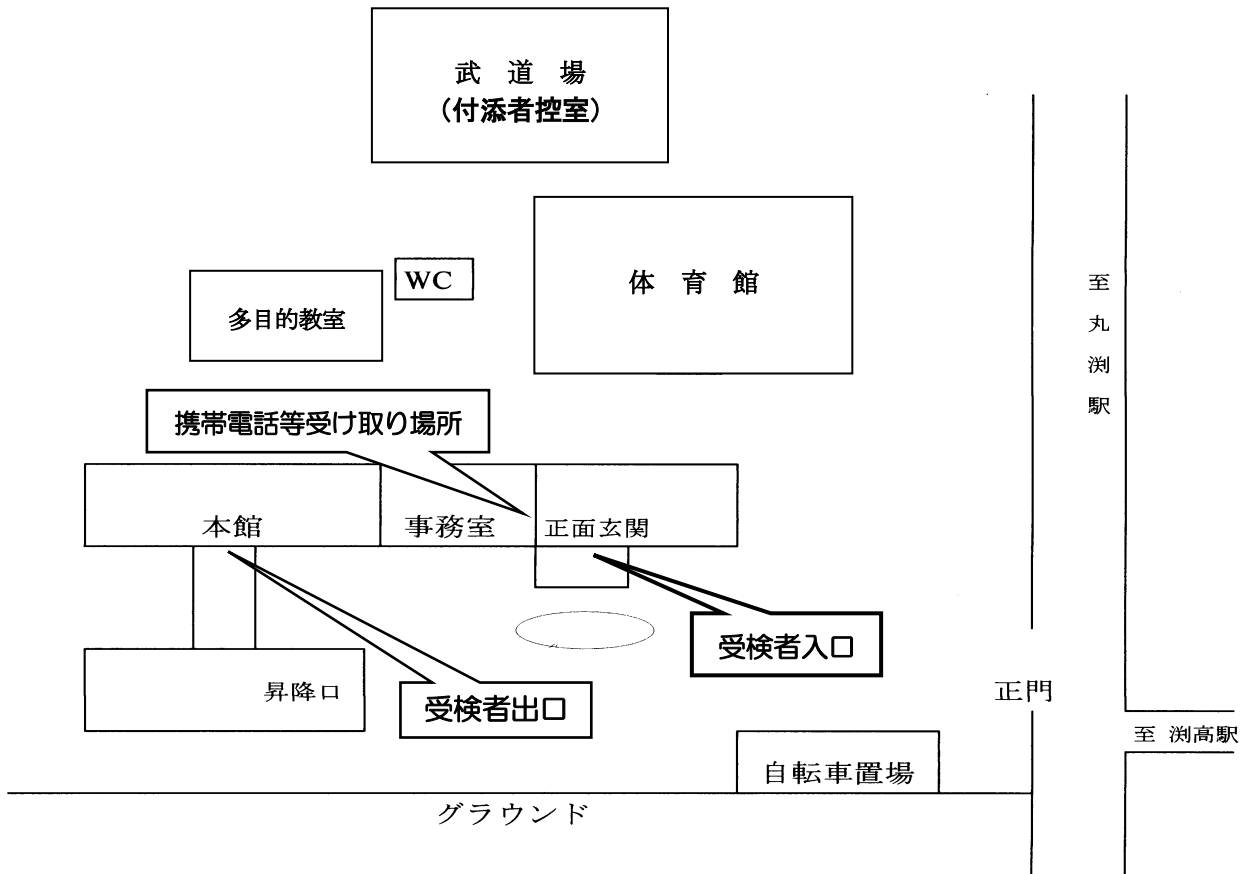 武道場
（付添者控室）
体育館
WC
多目的教室
至丸渕駅
携帯電話等受け取り場所
本館
事務室
正面玄関
受検者入口
昇降口
受検者出口
正門
至 渕高駅
自転車置場
グラウンド